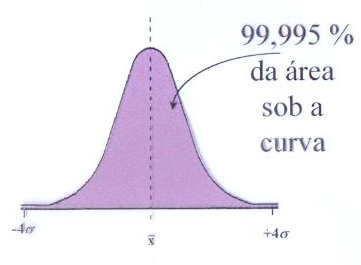 99,995 %
da área
sob a
curva
-4σ
x̄
+4σ